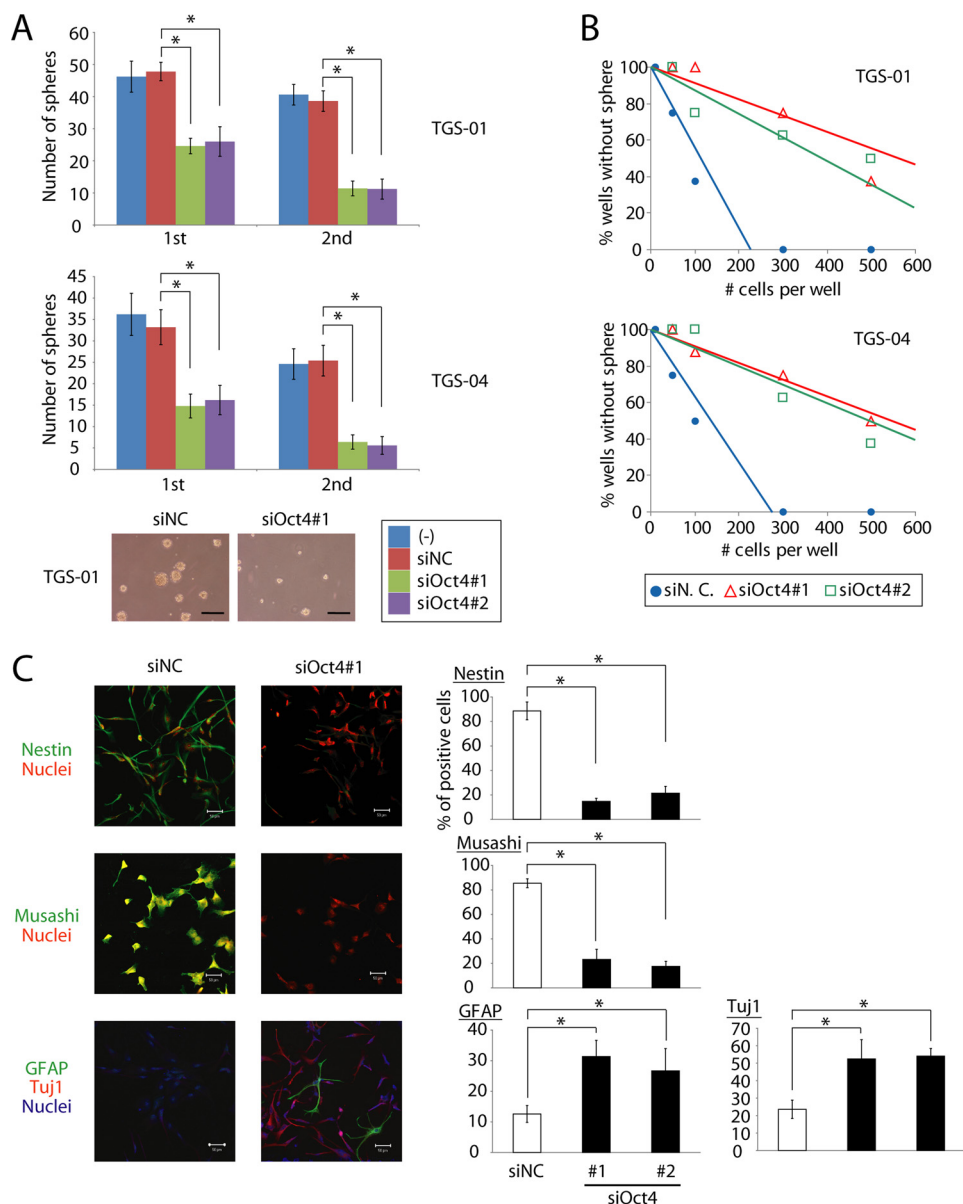 A
Number of spheres
60
50
40
30
20
10
0
* * * *
1st 2nd
TGS-01
Number of spheres
45
40
35
30
25
20
15
10
5
0
* * * *
1st 2nd
TGS-04
siNC siOct4#1
TGS-01
(-)
siNC
siOct4#1
siOct4#2
B
% wells without sphere
100
80
60
40
20
0
TGS-01
0 100 200 300 400 500 600
# cells per well
% wells without sphere
100
80
60
40
20
0
TGS-04
0 100 200 300 400 500 600
# cells per well
siN. C. siOct4#1 siOct4#2
C
siNC siOct4#1
Nestin
Nuclei
Musashi
Nuclei
GFAP
Tuj1
Nuclei
% of positive cells
Nestin
100
80
60
40
20
0
* *
Musashi
100
80
60
40
20
0
* *
GFAP
40
30
20
10
0
* *
siNC #1 #2
siOct4
Tuj1
70
60
50
40
30
20
10
0
* *